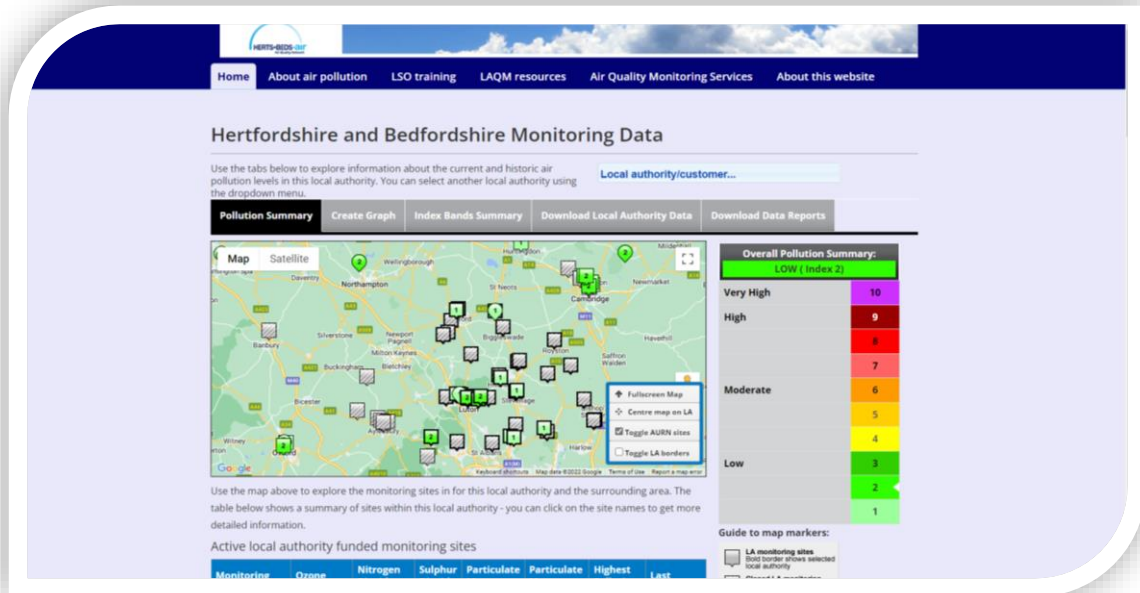 HERTS-BEDS-air
Home About air pollution LSO training LAQM resources Air Quality Monitoring Services About this website
Hertfordshire and Bedfordshire Monitoring Data
Use the tabs below to explore information about the current and historic air
pollution levels in this local authority. You can select another local authority using
the dropdown menu.
Local authority/customer...
Pollution Summary Create Graph Index Bands Summary Download Local Authority Data Download Data Reports
Map Satellite
Wellingborough
Daventry
Northampton
St Neots
Newmarket
Cambridge
Silverstone
Newport
Pagnell
Biggleswade
Haverhill
Banbury
Milton Keynes
Royston
Saffron
Walden
Buckingham
Bletchley
Bicester
Luton
Stevenage
Witney
St Albans
Harlow
Fullscreen Map
Centre map on LA
Toggle AURN sites
Toggle LA borders
Google
Keyboard shortcuts Map data ©2022 Google Terms of Use Report a map error
Overall Pollution Summary:
LOW ( Index 2)
Very High 10
High 9
8
7
Moderate 6
5
4
Low 3
2
1
Use the map above to explore the monitoring sites in for this local authority and the surrounding area. The
table below shows a summary of sites within this local authority - you can click on the site names to get more
detailed information.
Guide to map markers:
LA monitoring sites
Bold border shows selected
local authority
Closed LA monitoring
Active local authority funded monitoring sites
Monitoring Ozone Nitrogen Sulphur Particulate Particulate Highest Last